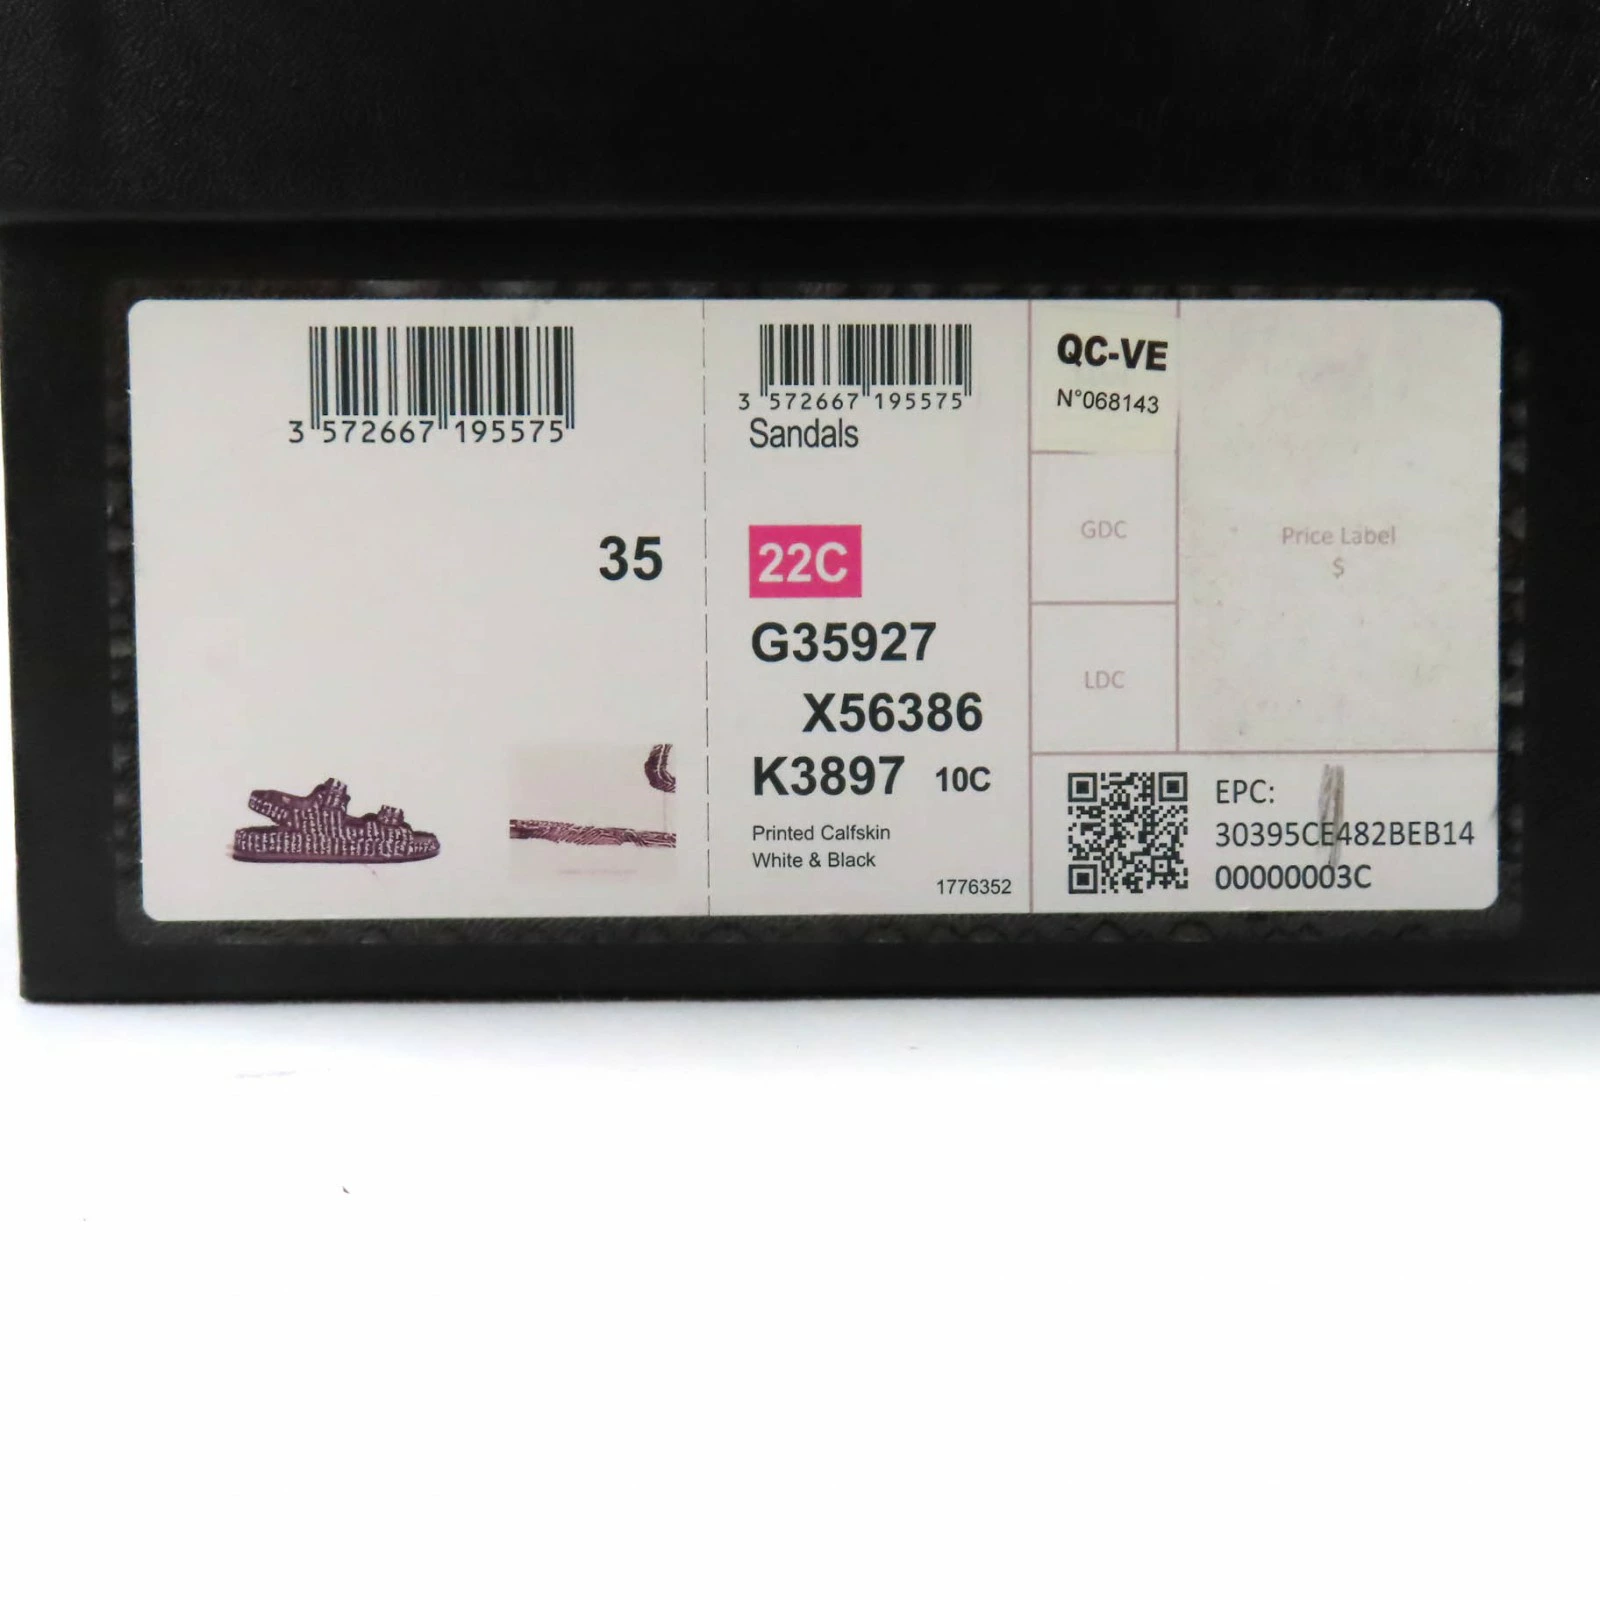 3 572667 195575
35
3 572667 195575
Sandals
22C
G35927
X56386
K3897 10C
Printed Calfskin
White & Black
1776352
QC-VE
N°068143
GDC
LDC
Price Label
$
EPC:
30395CE482BEB14
00000003C